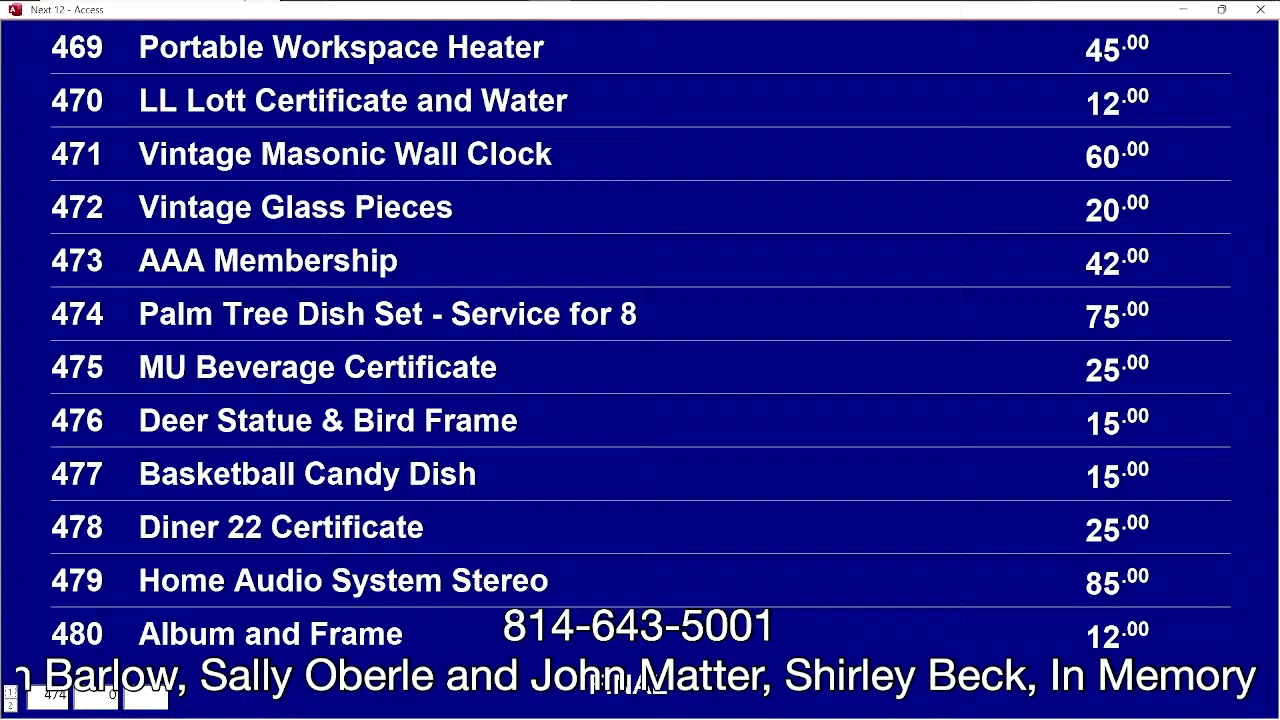 Next 12 - Access
469 Portable Workspace Heater 45.00
470 LL Lott Certificate and Water 12.00
471 Vintage Masonic Wall Clock 60.00
472 Vintage Glass Pieces 20.00
473 AAA Membership 42.00
474 Palm Tree Dish Set - Service for 8 75.00
475 MU Beverage Certificate 25.00
476 Deer Statue & Bird Frame 15.00
477 Basketball Candy Dish 15.00
478 Diner 22 Certificate 25.00
479 Home Audio System Stereo 85.00
480 Album and Frame 12.00
814-643-5001
Barlow, Sally Oberle and John Matter, Shirley Beck, In Memory
1 474 0
2